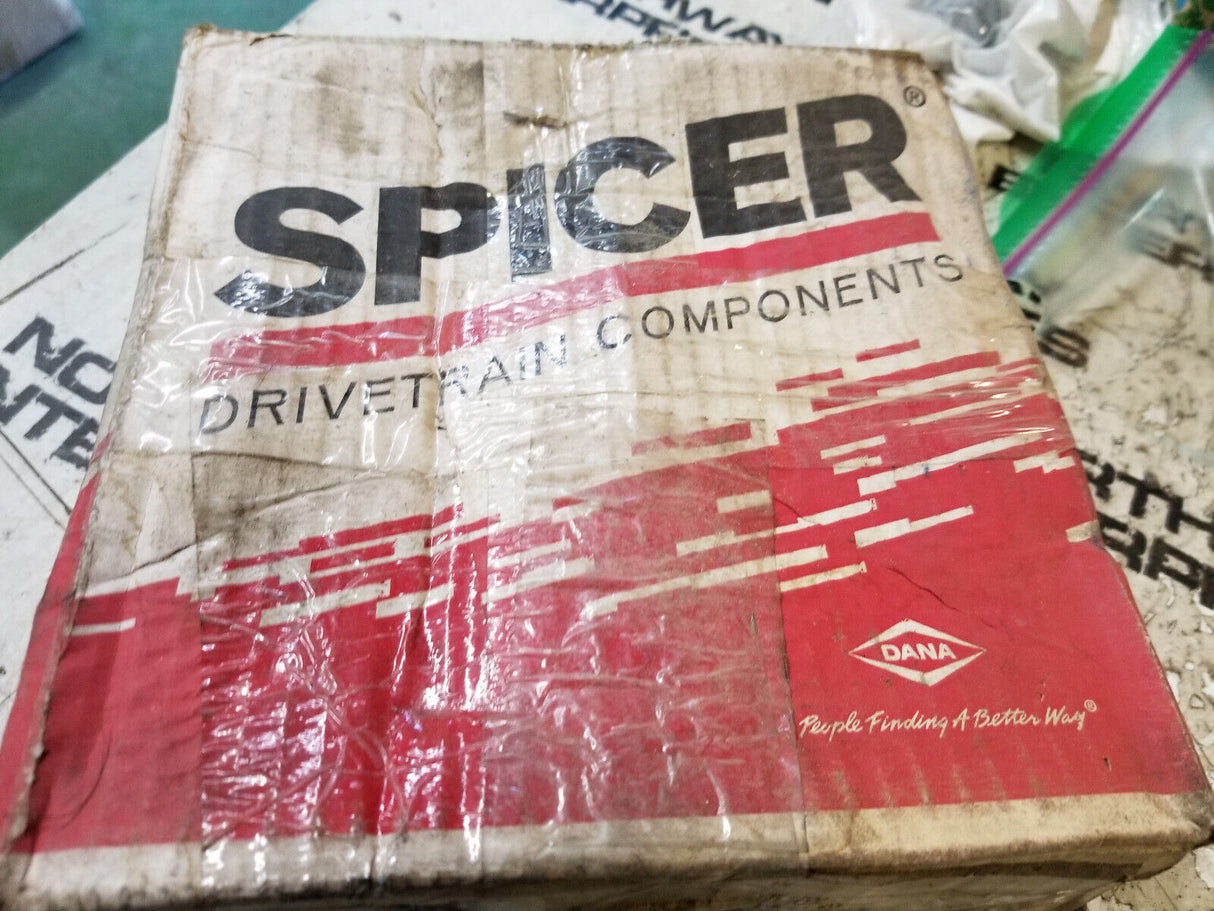 SPICER®
DRIVETRAIN COMPONENTS
DANA
People Finding A Better Way®